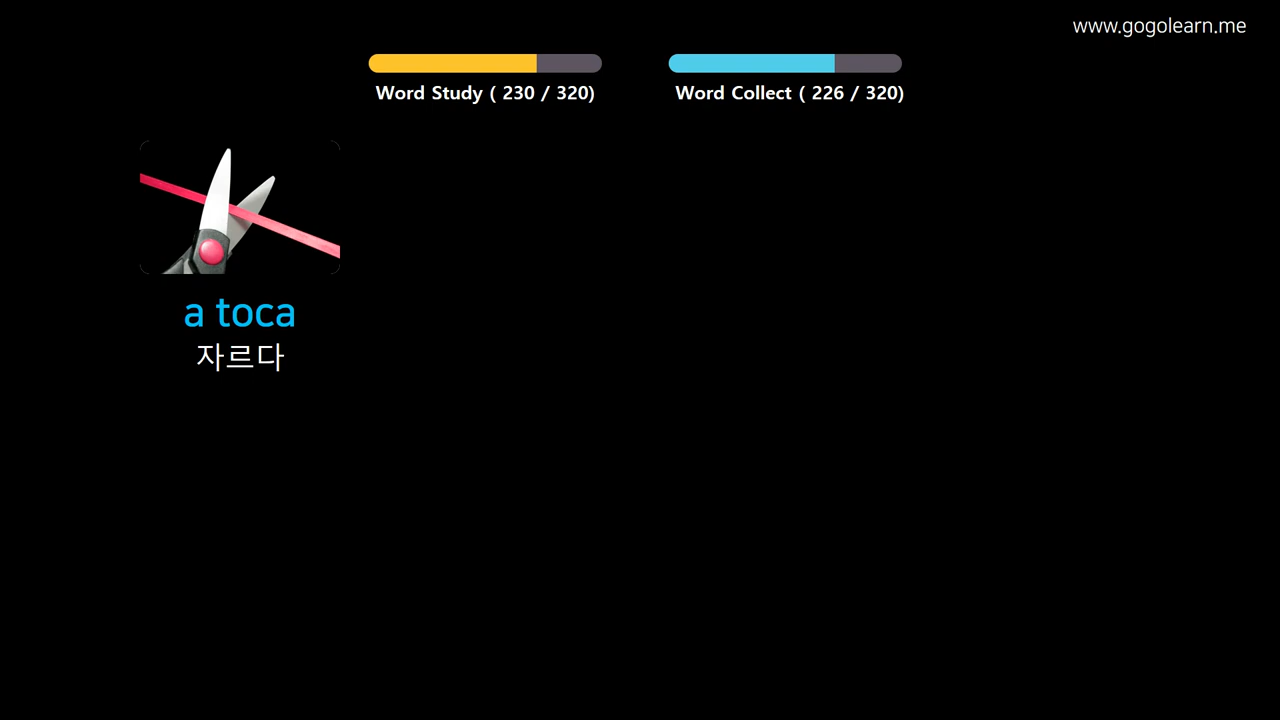 www.gogolearn.me
Word Study ( 230 / 320)
Word Collect ( 226 / 320)
a toca
자르다